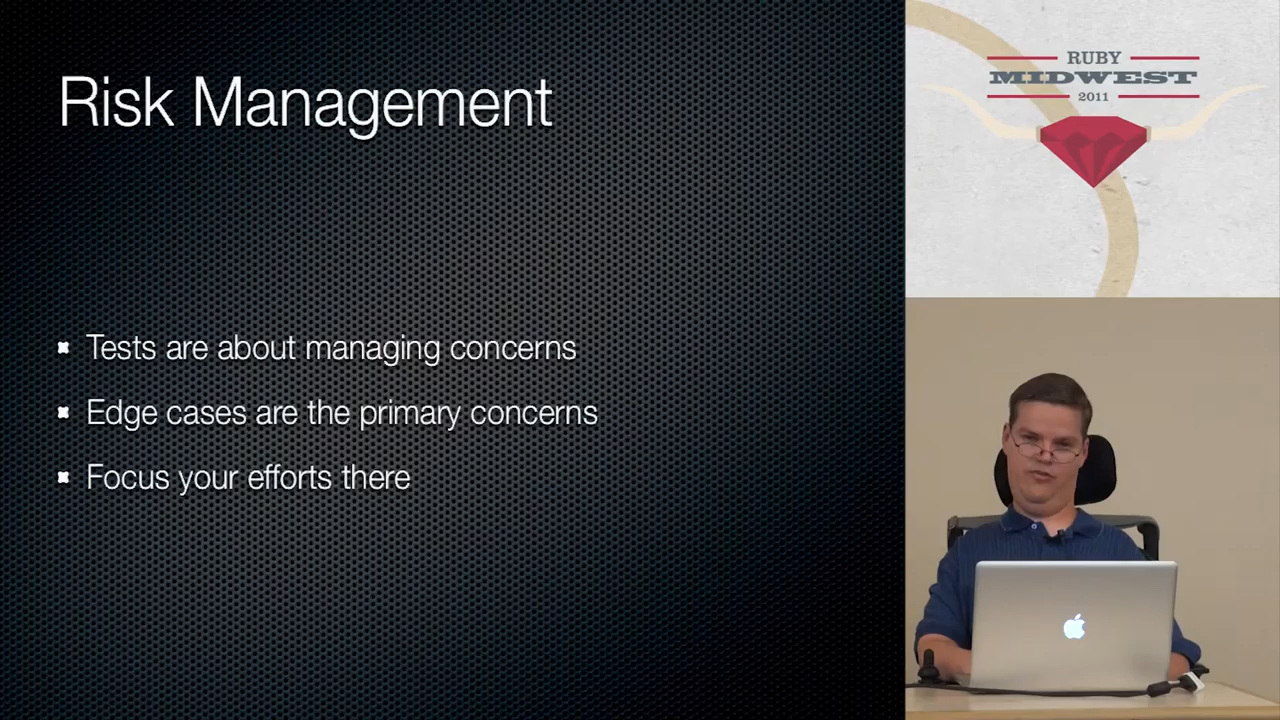 Risk Management
Tests are about managing concerns
Edge cases are the primary concerns
Focus your efforts there
RUBY
MIDWEST
2011